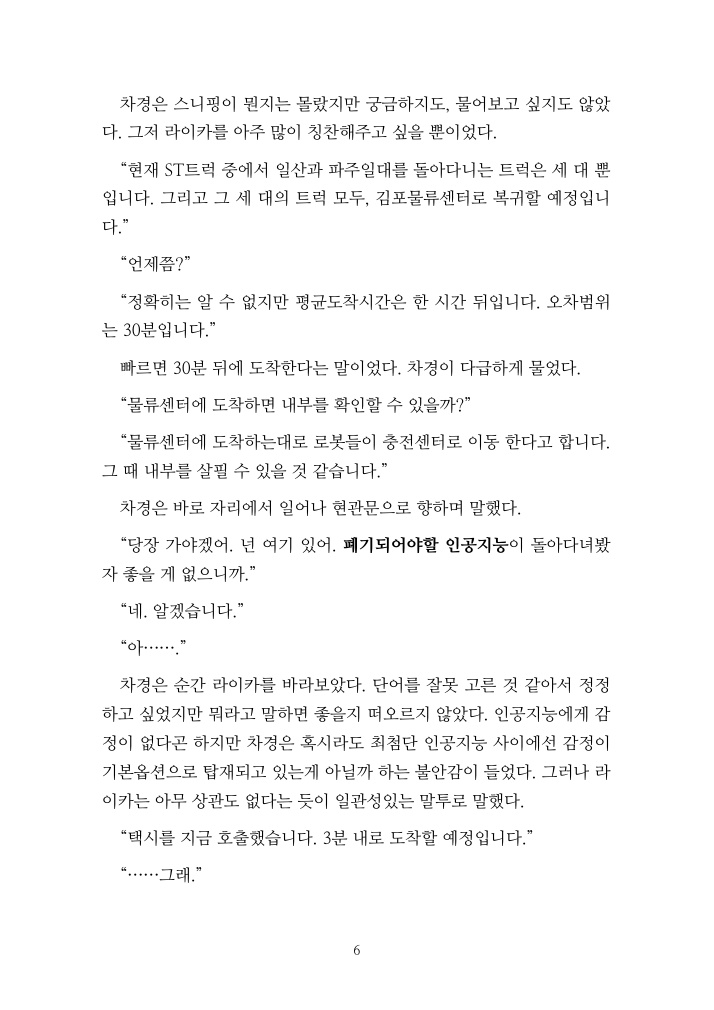 차경은 스니핑이 뭔지는 몰랐지만 궁금하지도, 물어보고 싶지도 않았
다. 그저 라이카를 아주 많이 칭찬해주고 싶을 뿐이었다.
“현재 ST트럭 중에서 일산과 파주일대를 돌아다니는 트럭은 세 대 뿐
입니다. 그리고 그 세 대의 트럭 모두, 김포물류센터로 복귀할 예정입니
다.”
“언제쯤?”
“정확히는 알 수 없지만 평균도착시간은 한 시간 뒤입니다. 오차범위
는 30분입니다.”
빠르면 30분 뒤에 도착한다는 말이었다. 차경이 다급하게 물었다.
“물류센터에 도착하면 내부를 확인할 수 있을까?”
“물류센터에 도착하는대로 로봇들이 충전센터로 이동 한다고 합니다.
그 때 내부를 살필 수 있을 것 같습니다.”
차경은 바로 자리에서 일어나 현관문으로 향하며 말했다.
“당장 가야겠어. 넌 여기 있어. 폐기되어야할 인공지능이 돌아다녀봤
자 좋을 게 없으니까.”
“네. 알겠습니다.”
“아…….”
차경은 순간 라이카를 바라보았다. 단어를 잘못 고른 것 같아서 정정
하고 싶었지만 뭐라고 말하면 좋을지 떠오르지 않았다. 인공지능에게 감
정이 없다곤 하지만 차경은 혹시라도 최첨단 인공지능 사이에선 감정이
기본옵션으로 탑재되고 있는게 아닐까 하는 불안감이 들었다. 그러나 라
이카는 아무 상관도 없다는 듯이 일관성있는 말투로 말했다.
“택시를 지금 호출했습니다. 3분 내로 도착할 예정입니다.”
“……그래.”
6